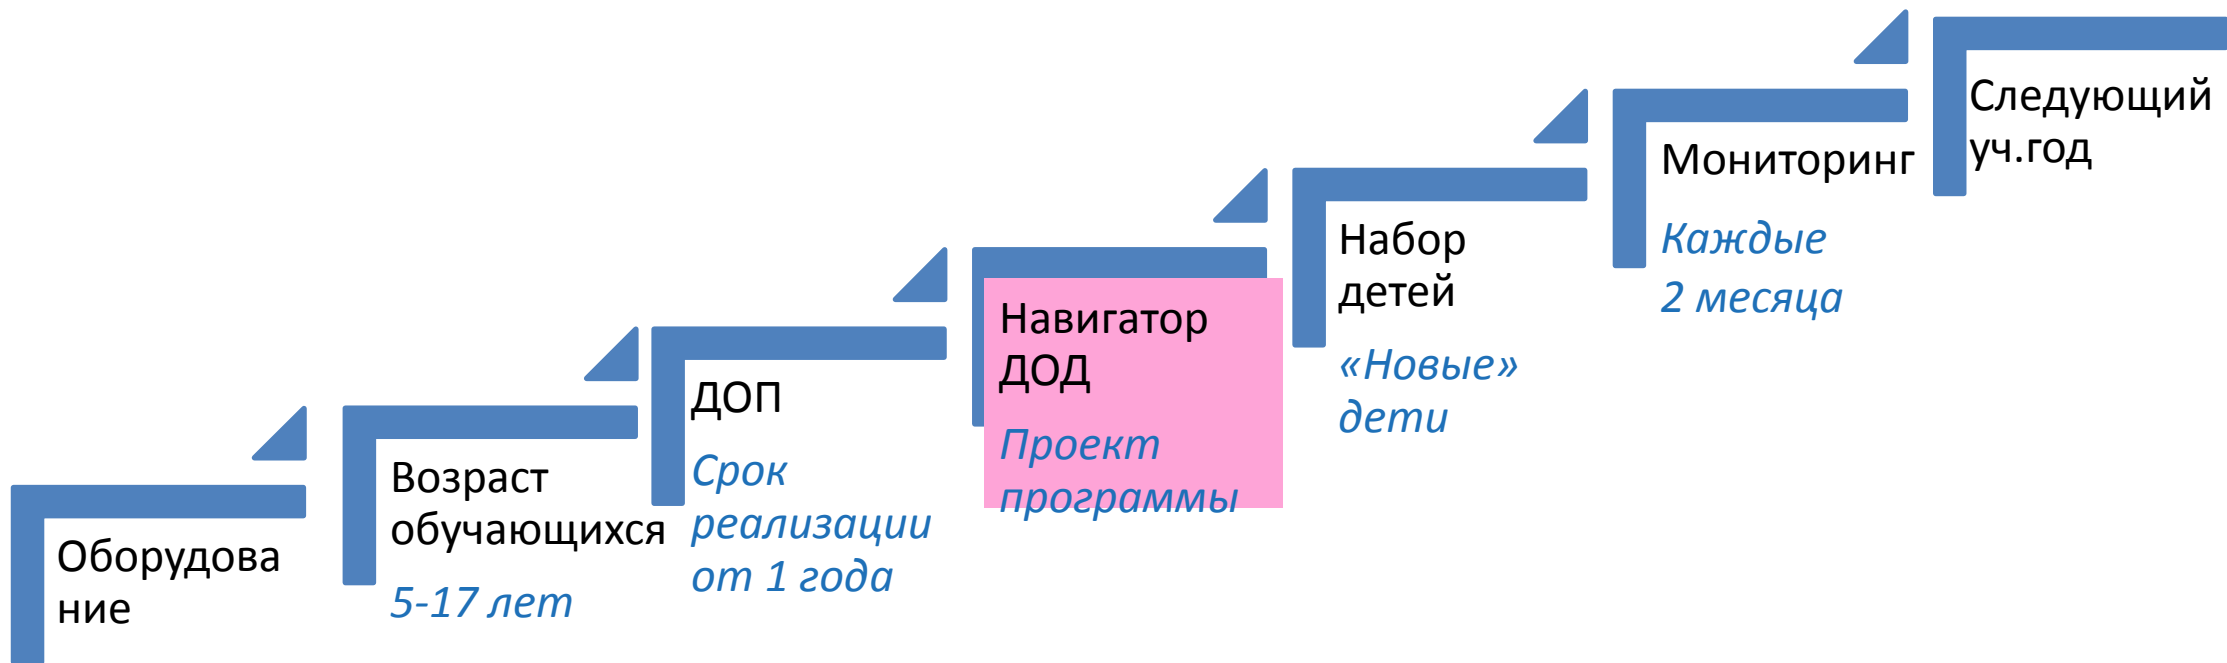 Оборудова
ние
Возраст
обучающихся
5-17 лет
ДОП
Срок
реализации
от 1 года
Навигатор
ДОД
Проект
программы
Набор
детей
«Новые»
дети
Мониторинг
Каждые
2 месяца
Следующий
уч.год